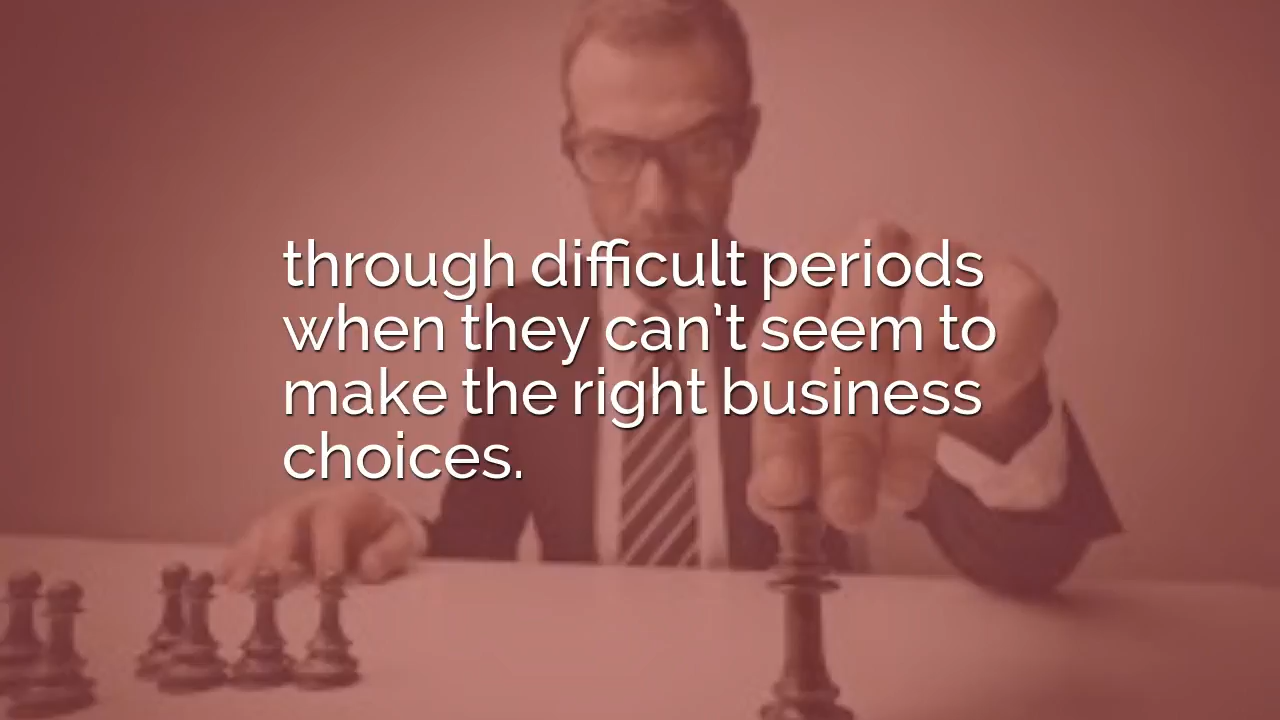 through difficult periods
when they can’t seem to
make the right business
choices.